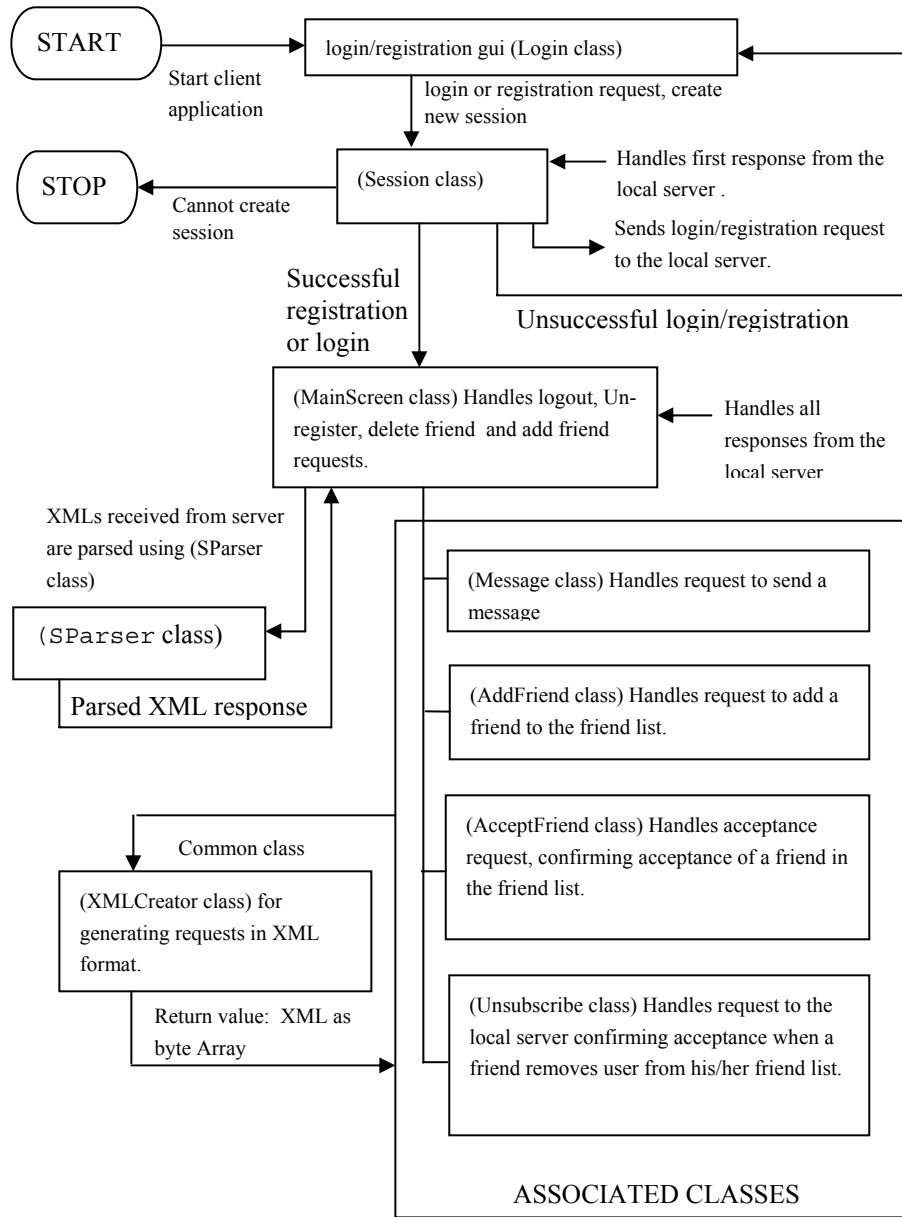 START
login/registration gui (Login class)
Start client
application
login or registration request, create
new session
STOP
(Session class)
Handles first response from the
local server .
Cannot create
session
Sends login/registration request
to the local server.
Successful
registration
or login
Unsuccessful login/registration
(MainScreen class) Handles logout, Un-
register, delete friend  and add friend
requests.
Handles all
responses from the
local server
XMLs received from server
are parsed using (SParser
class)
(SParser class)
Parsed XML response
(Message class) Handles request to send a
message
(AddFriend class) Handles request to add a
friend to the friend list.
(AcceptFriend class) Handles acceptance
request, confirming acceptance of a friend in
the friend list.
Common class
(XMLCreator class) for
generating requests in XML
format.
Return value:  XML as
byte Array
(Unsubscribe class) Handles request to the
local server confirming acceptance when a
friend removes user from his/her friend list.
ASSOCIATED CLASSES